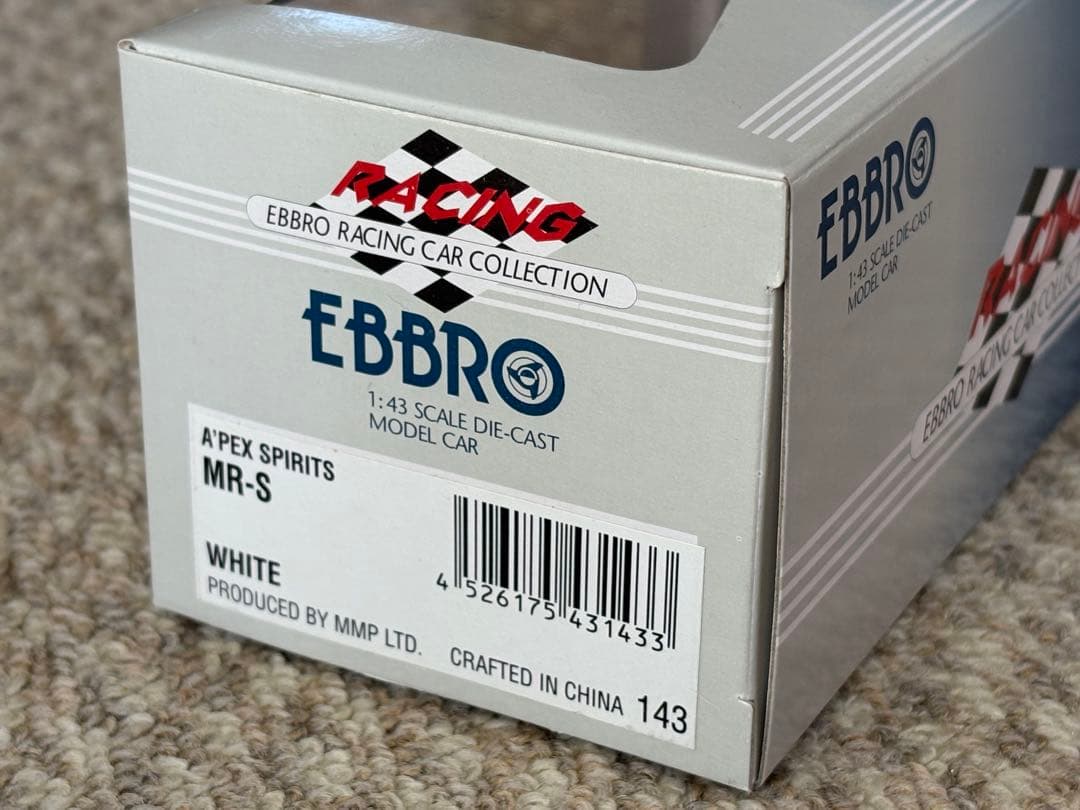 RACING
EBBRO RACING CAR COLLECTION
EBBRO
1:43 SCALE DIE-CAST
MODEL CAR
A'PEX SPIRITS
MR-S
WHITE
PRODUCED BY MMP LTD.
4 526175 431433
CRAFTED IN CHINA 143
EBBRO
1:43 SCALE DIE-CAST
MODEL CAR
RACING
EBBRO RACING CAR